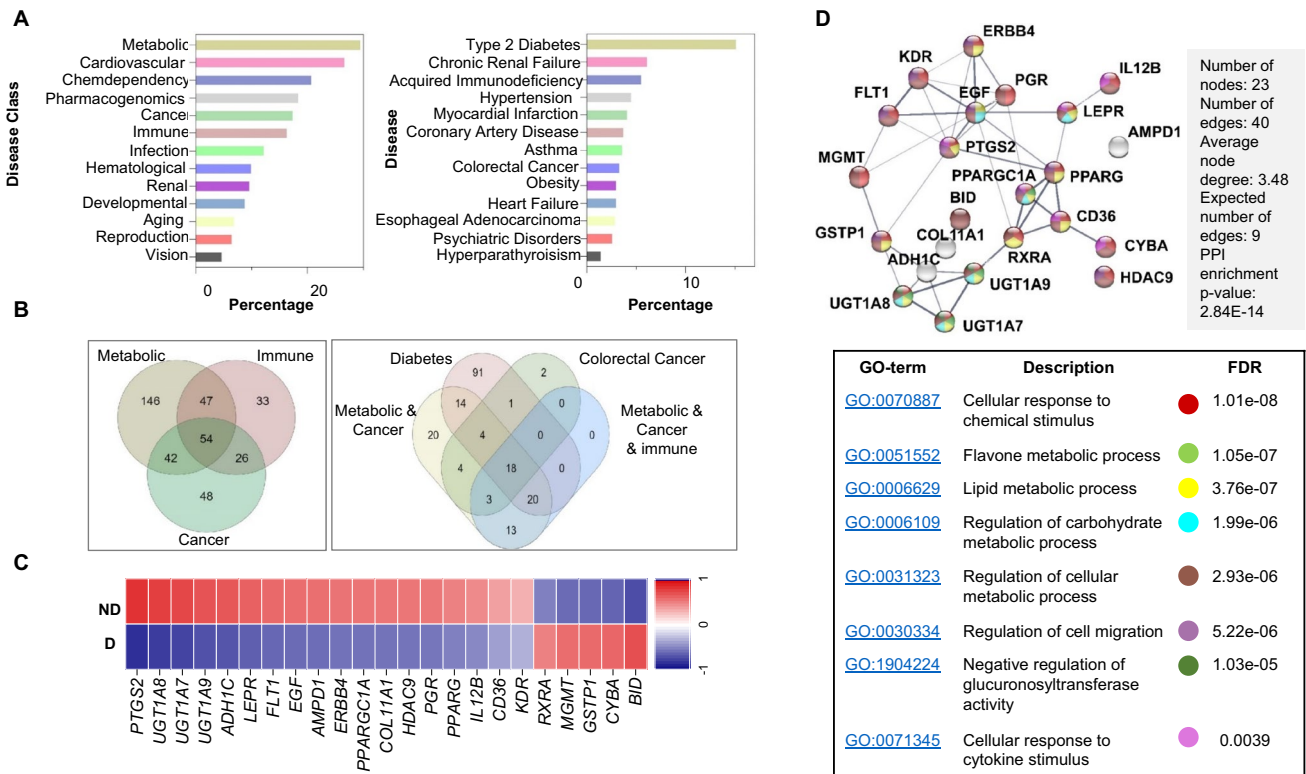 A
Disease Class
Metabolic
Cardiovascular
Chemdependency
Pharmacogenomics
Cancer
Immune
Infection
Hematological
Renal
Developmental
Aging
Reproduction
Vision
0
20
Percentage
Disease
Type 2 Diabetes
Chronic Renal Failure
Acquired Immunodeficiency
Hypertension
Myocardial Infarction
Coronary Artery Disease
Asthma
Colorectal Cancer
Obesity
Heart Failure
Esophageal Adenocarcinoma
Psychiatric Disorders
Hyperparathyroisism
0
10
Percentage
B
Metabolic
Immune
146
47
33
54
42
26
48
Cancer
Diabetes
Colorectal Cancer
91
2
Metabolic &
Cancer
14
1
0
Metabolic &
Cancer
& immune
20
4
0
0
4
18
0
3
20
13
C
ND
D
1
0
-1
PTGS2
UGT1A8
UGT1A7
UGT1A9
ADH1C
LEPR
FLT1
EGF
AMPD1
ERBB4
PPARGC1A
COL11A1
HDAC9
PGR
PPARG
IL12B
CD36
KDR
RXRA
MGMT
GSTP1
CYBA
BID
D
ERBB4
KDR
PGR
IL12B
FLT1
EGF
LEPR
AMPD1
MGMT
PTGS2
PPARGC1A
PPARG
BID
CD36
GSTP1
COL11A1
CYBA
ADH1C
RXRA
HDAC9
UGT1A9
UGT1A8
UGT1A7
Number of
nodes: 23
Number of
edges: 40
Average
node
degree: 3.48
Expected
number of
edges: 9
PPI
enrichment
p-value:
2.84E-14
GO-term Description FDR
GO:0070887 Cellular response to 1.01e-08
chemical stimulus
GO:0051552 Flavone metabolic process 1.05e-07
GO:0006629 Lipid metabolic process 3.76e-07
GO:0006109 Regulation of carbohydrate 1.99e-06
metabolic process
GO:0031323 Regulation of cellular 2.93e-06
metabolic process
GO:0030334 Regulation of cell migration 5.22e-06
GO:1904224 Negative regulation of 1.03e-05
glucuronosyltransferase
activity
GO:0071345 Cellular response to 0.0039
cytokine stimulus